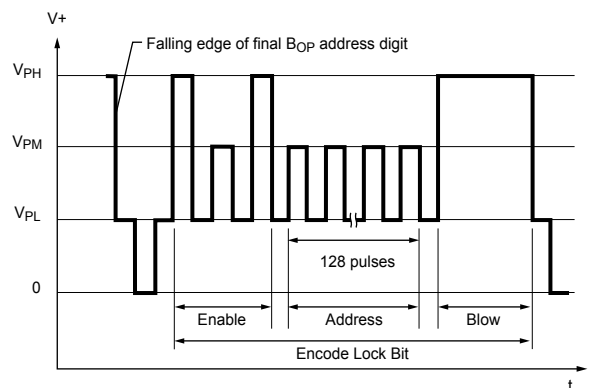 V+
Falling edge of final BOP address digit
VPH
VPM
VPL
0
128 pulses
Enable
Address
Blow
Encode Lock Bit
t